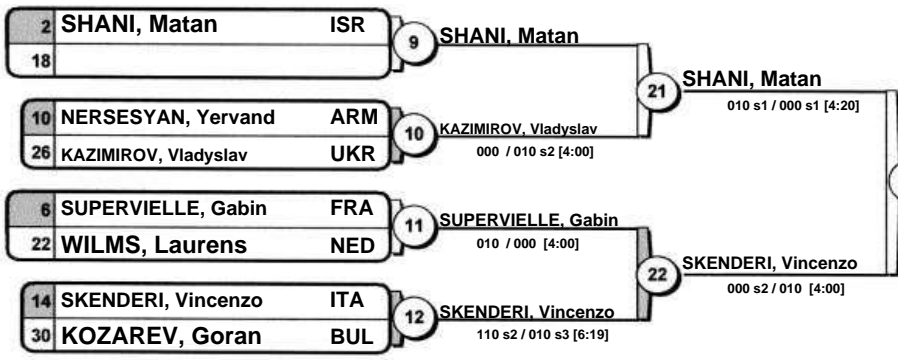 2 SHANI, Matan ISR
18
9
SHANI, Matan
10 NERSESYAN, Yervand ARM
26 KAZIMIROV, Vladyslav UKR
10
KAZIMIROV, Vladyslav
000 / 010 s2 [4:00]
21
SHANI, Matan
010 s1 / 000 s1 [4:20]
6 SUPERVIELLE, Gabin FRA
22 WILMS, Laurens NED
11
SUPERVIELLE, Gabin
010 / 000 [4:00]
14 SKENDERI, Vincenzo ITA
30 KOZAREV, Goran BUL
12
SKENDERI, Vincenzo
110 s2 / 010 s3 [6:19]
22
SKENDERI, Vincenzo
000 s2 / 010 [4:00]